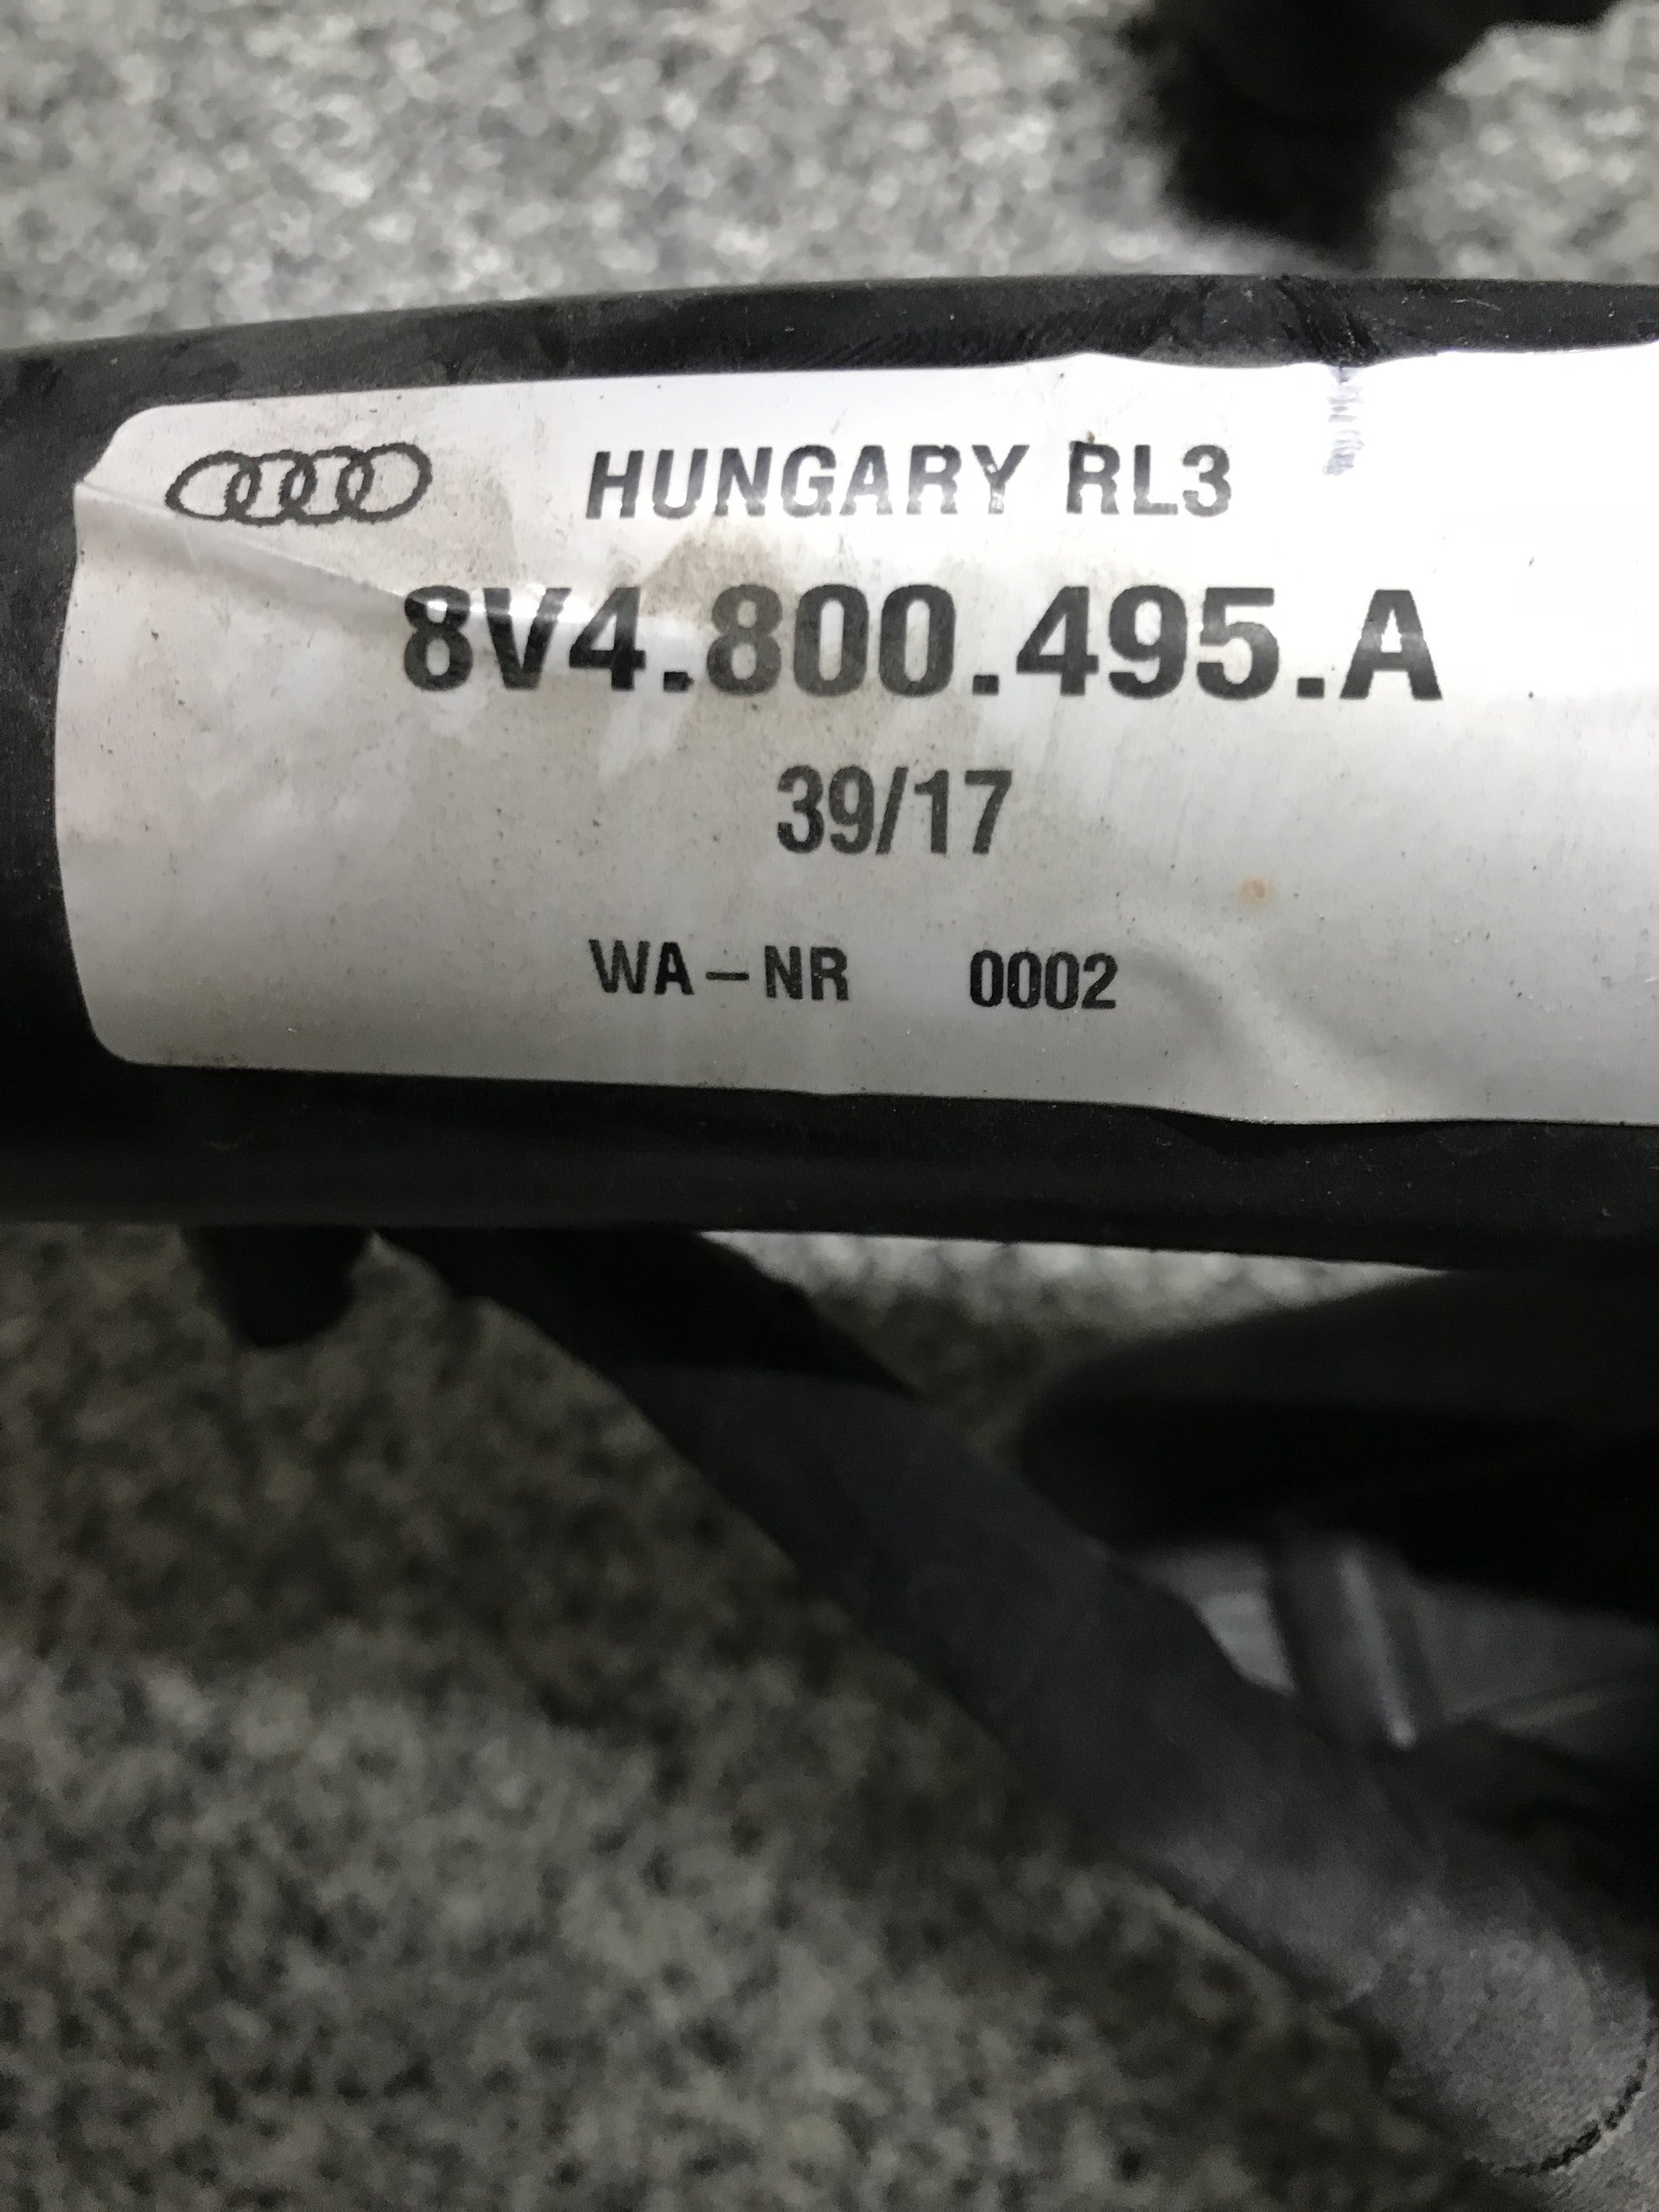 HUNGARY RL3
8V4.800.495.A
39/17
WA-NR 0002